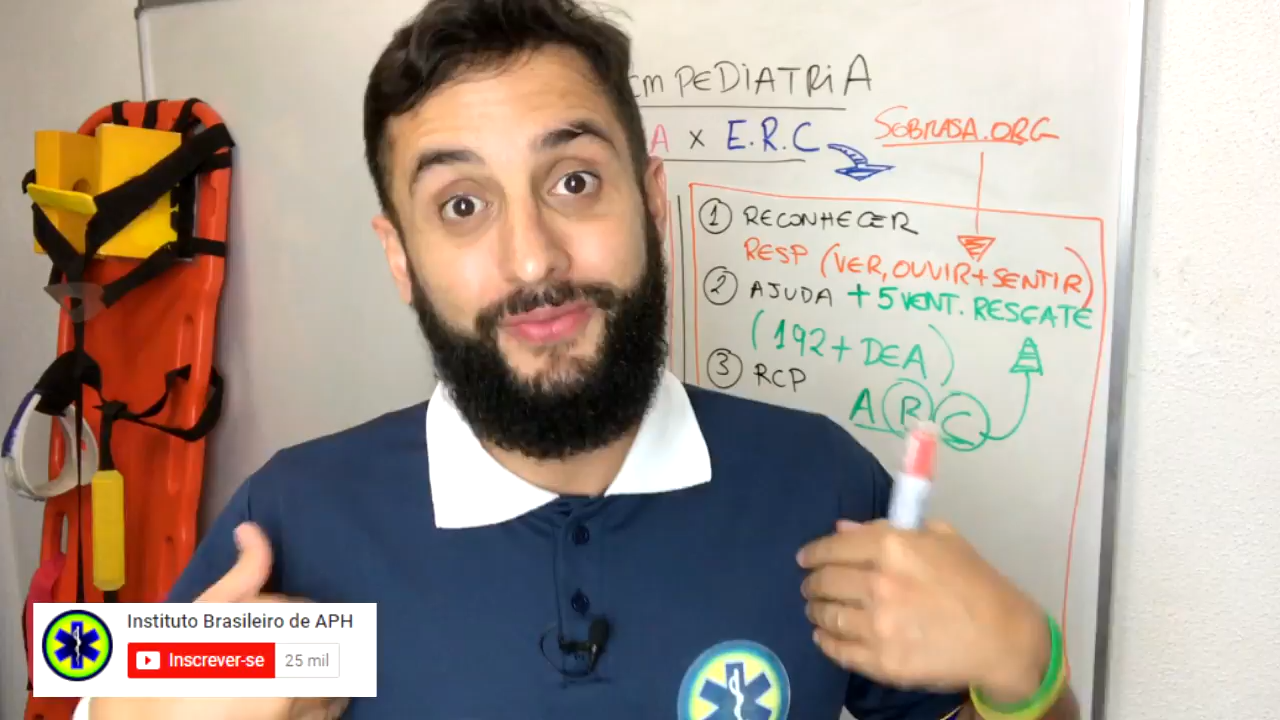 EM PEDIATRIA
A X E.R.C
SOBRASA.ORG
1 RECONHECER
RESP (VER, OUVIR + SENTIR)
2 AJUDA + 5 VENT. RESGATE
(192 + DEA)
3 RCP
A B C
Instituto Brasileiro de APH
Inscrever-se 25 mil